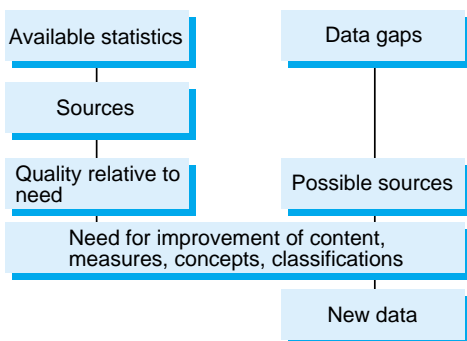 Available statistics
Data gaps
Sources
Quality relative to
need
Possible sources
Need for improvement of content,
measures, concepts, classifications
New data